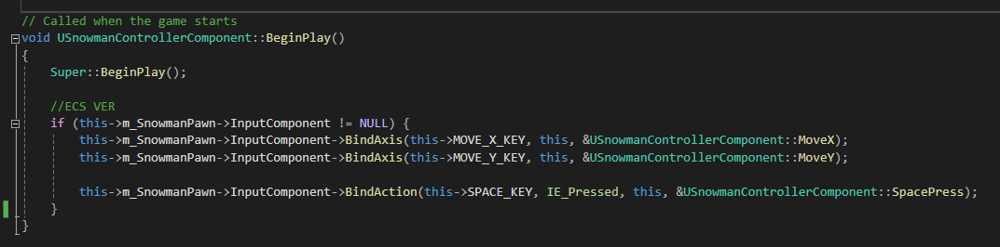 // Called when the game starts
void USnowmanControllerComponent::BeginPlay()
{
    Super::BeginPlay();

    //ECS VER
    if (this->m_SnowmanPawn->InputComponent != NULL) {
        this->m_SnowmanPawn->InputComponent->BindAxis(this->MOVE_X_KEY, this, &USnowmanControllerComponent::MoveX);
        this->m_SnowmanPawn->InputComponent->BindAxis(this->MOVE_Y_KEY, this, &USnowmanControllerComponent::MoveY);

        this->m_SnowmanPawn->InputComponent->BindAction(this->SPACE_KEY, IE_Pressed, this, &USnowmanControllerComponent::SpacePress);
    }
}